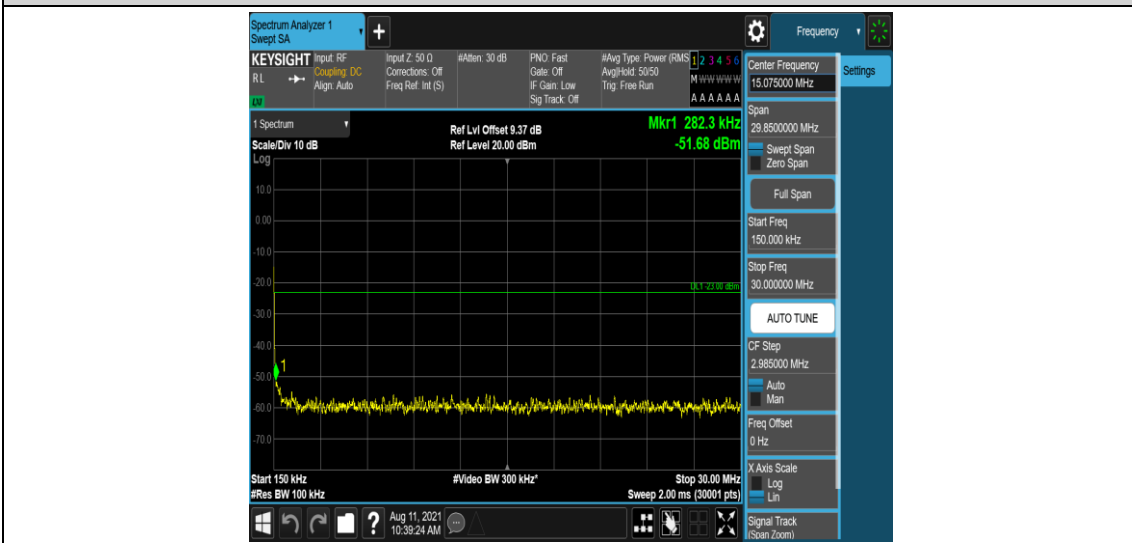 Spectrum Analyzer 1
Swept SA
+
Frequency
KEYSIGHT Input: RF Input Z: 50 Ω #Atten: 30 dB PNO: Fast #Avg Type: Power (RMS 1 2 3 4 5 6
RL Coupling: DC Corrections: Off Gate: Off Avg|Hold: 50/50 M W W W W W
Align: Auto Freq Ref: Int (S) IF Gain: Low Trig: Free Run
LXI Sig Track: Off A A A A A A
1 Spectrum
Ref Lvl Offset 9.37 dB
Mkr1 282.3 kHz
Scale/Div 10 dB
Ref Level 20.00 dBm
-51.68 dBm
Log
10.0
0.00
-10.0
-20.0
DL1 -23.00 dBm
-30.0
-40.0
1
-50.0
-60.0
-70.0
Start 150 kHz
#Video BW 300 kHz*
Stop 30.00 MHz
#Res BW 100 kHz
Sweep 2.00 ms (30001 pts)
Center Frequency
15.075000 MHz
Settings
Span
29.8500000 MHz
Swept Span
Zero Span
Full Span
Start Freq
150.000 kHz
Stop Freq
30.000000 MHz
AUTO TUNE
CF Step
2.985000 MHz
Auto
Man
Freq Offset
0 Hz
X Axis Scale
Log
Lin
Signal Track
(Span Zoom)
?
Aug 11, 2021
10:39:24 AM